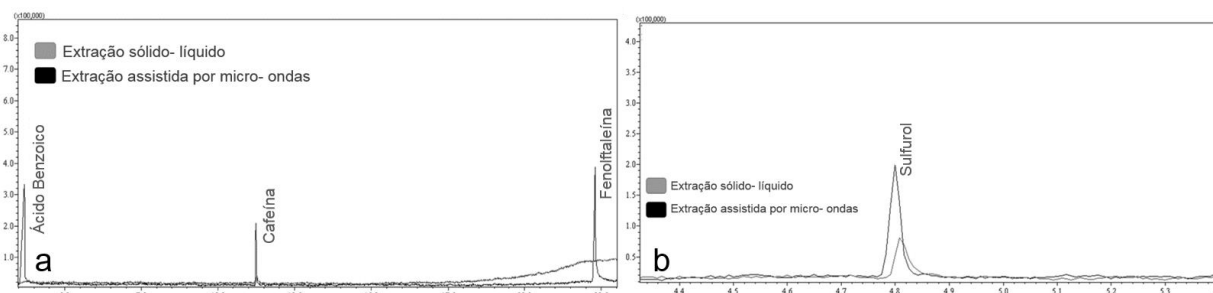 (x100,000)
8.0
7.0
6.0
5.0
4.0
3.0
2.0
1.0
Extração sólido- líquido
Extração assistida por micro- ondas
Ácido Benzoico
Cafeína
Fenolftaleína
a
(x100,000)
4.0
3.5
3.0
2.5
2.0
1.5
1.0
0.5
Extração sólido- líquido
Extração assistida por micro- ondas
Sulfurol
b
4.4
4.5
4.6
4.7
4.8
4.9
5.0
5.1
5.2
5.3